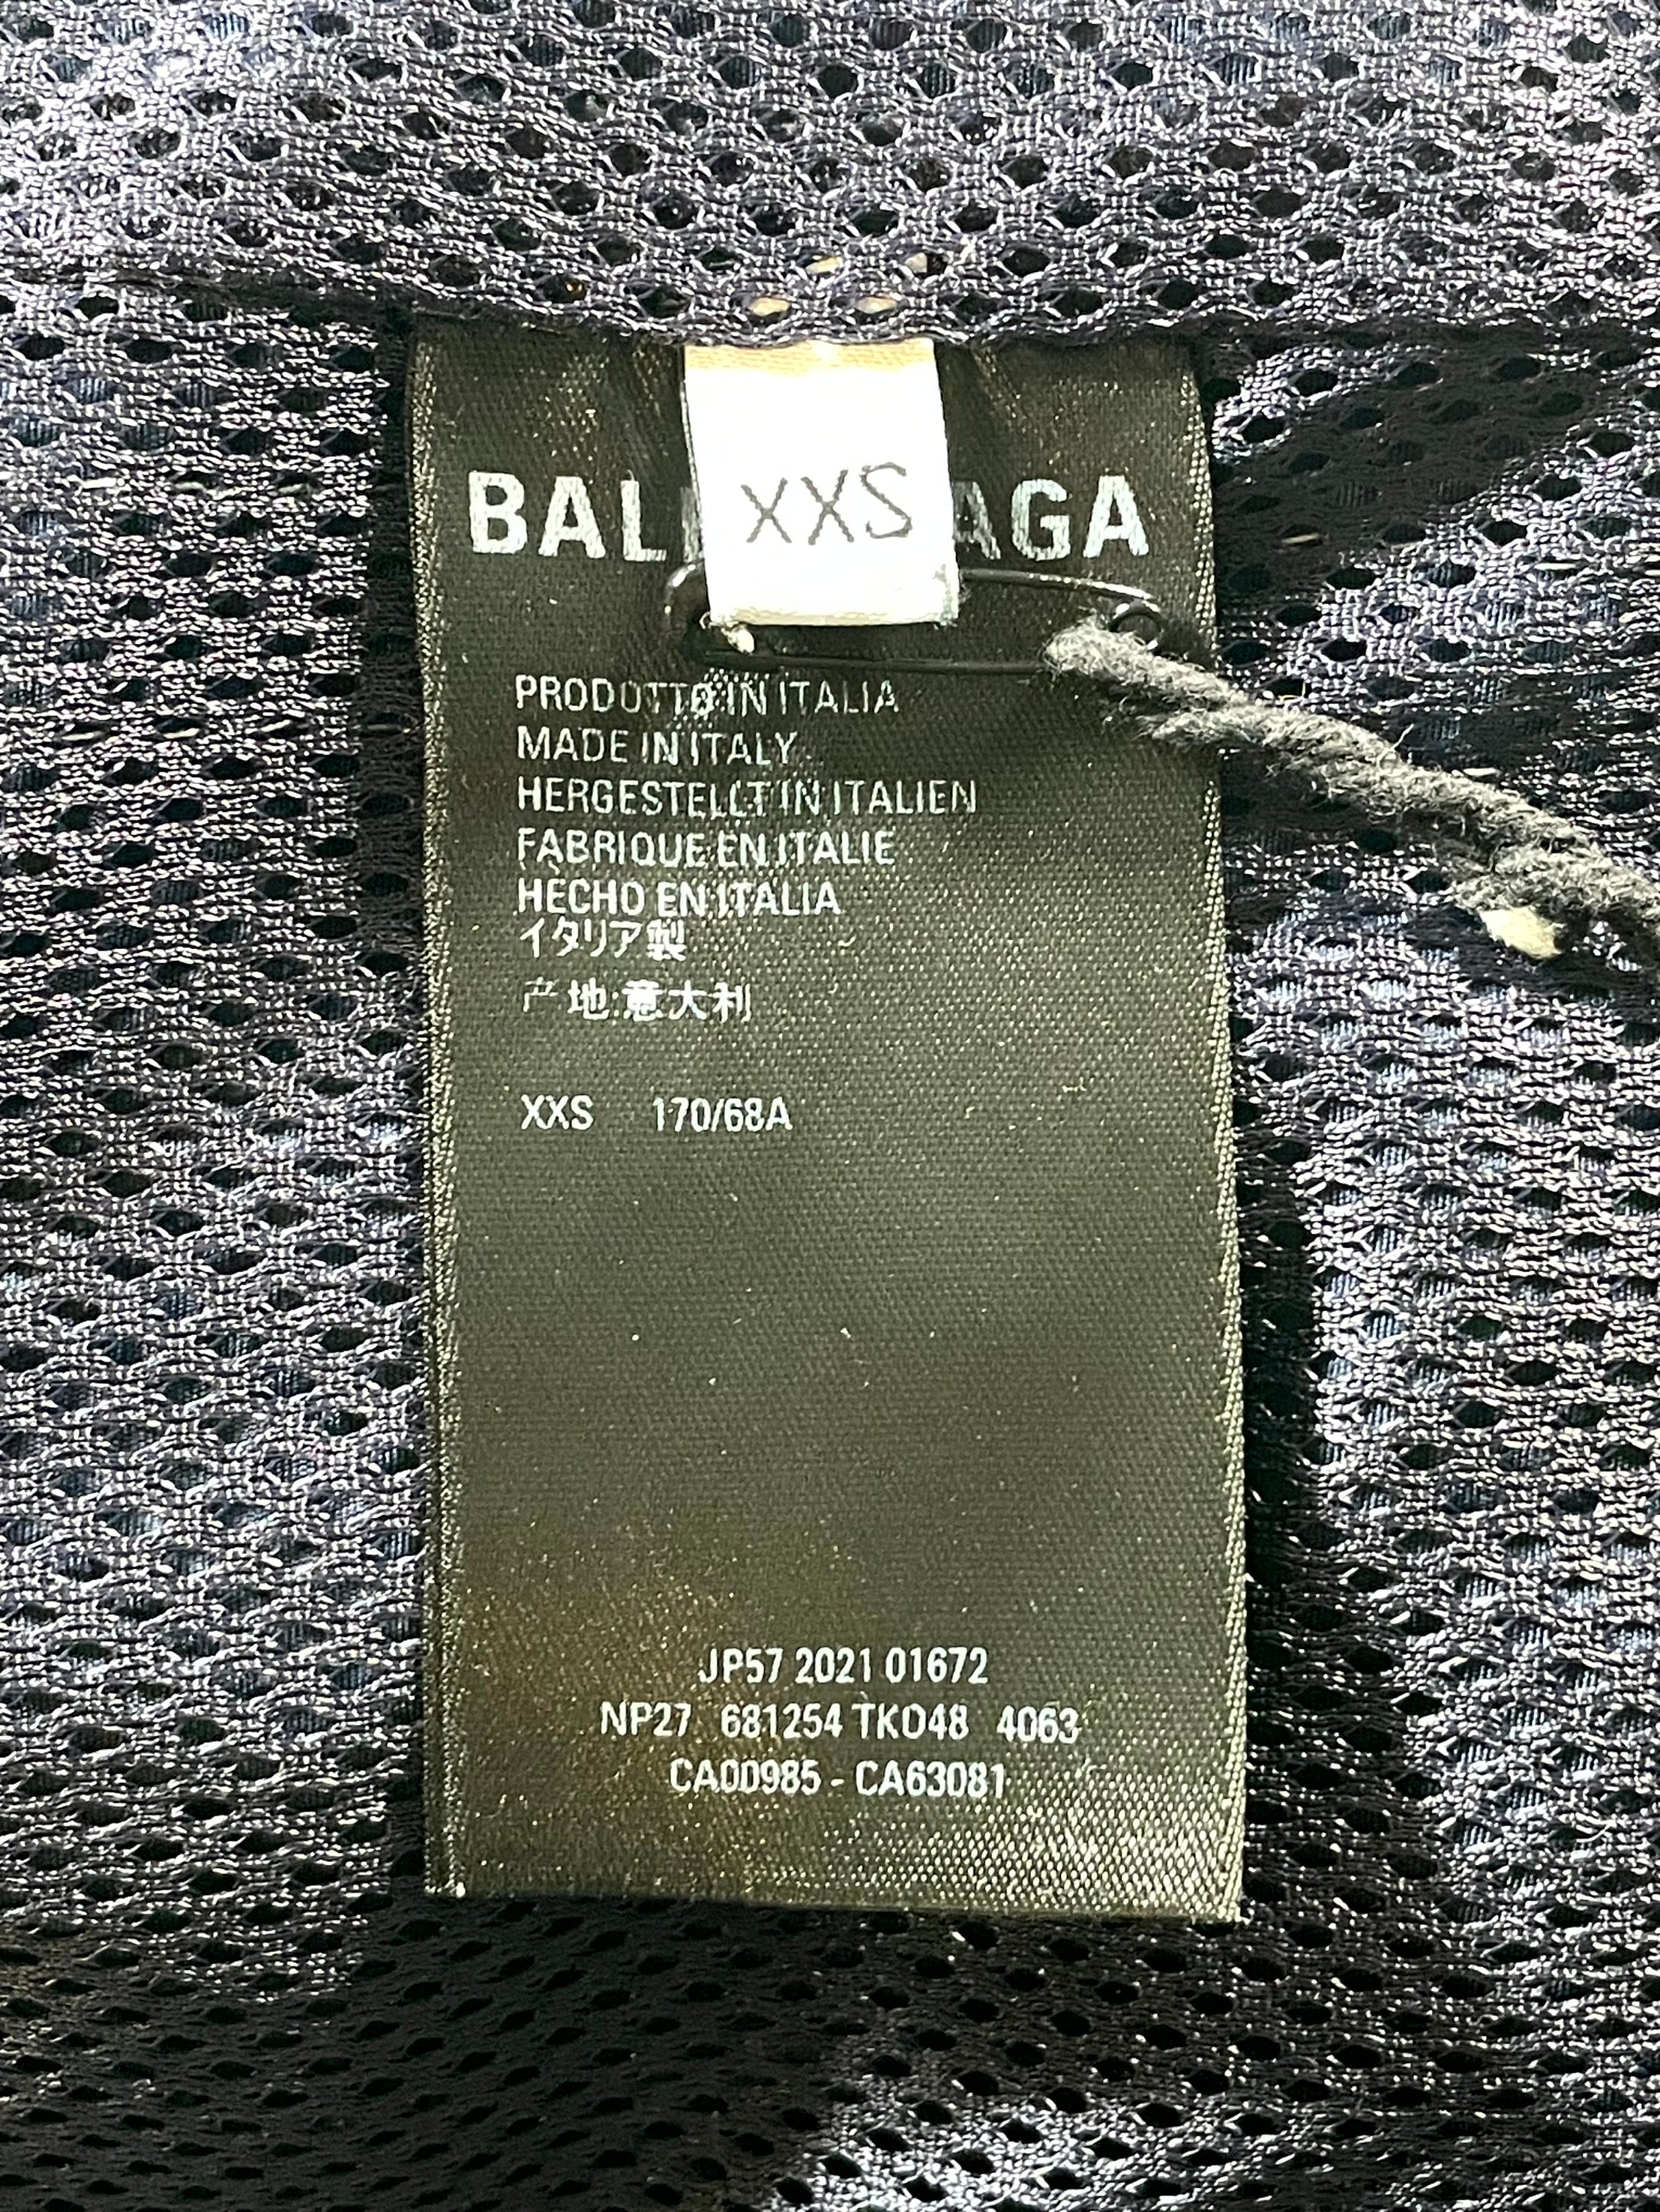 BAL AGA
XXS
PRODOTTO IN ITALIA
MADE IN ITALY
HERGESTELLT IN ITALIEN
FABRIQUE EN ITALIE
HECHO EN ITALIA
イタリア製
产地:意大利
XXS 170/68A
JP57 2021 01672
NP27 681254 TKO48 4063
CA00985 - CA63081